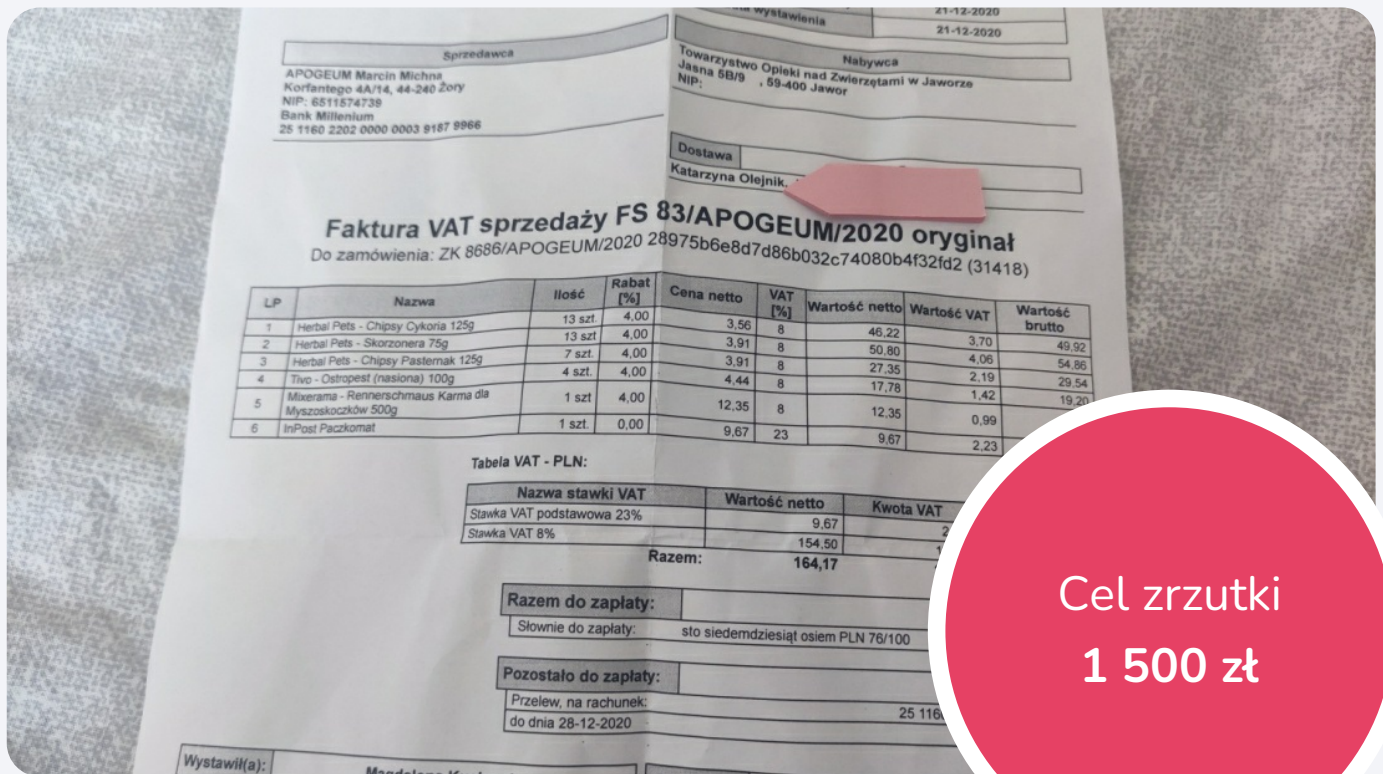 21-12-2020
wystawienia
21-12-2020
Sprzedawca
APOGEUM Marcin Michna
Korfantego 4A/14, 44-240 Żory
NIP: 6511574739
Bank Millenium
25 1160 2202 0000 0003 9187 9966
Nabywca
Towarzystwo Opieki nad Zwierzętami w Jaworze
Jasna 5B/9 , 59-400 Jawor
NIP:
Dostawa
Katarzyna Olejnik,
Faktura VAT sprzedaży FS 83/APOGEUM/2020 oryginał
Do zamówienia: ZK 8686/APOGEUM/2020 28975b6e8d7d86b032c74080b4f32fd2 (31418)
LP Nazwa Ilość Rabat [%] Cena netto VAT [%] Wartość netto Wartość VAT Wartość brutto
1 Herbal Pets - Chipsy Cykoria 125g 13 szt. 4,00 3,56 8 46,22 3,70 49,92
2 Herbal Pets - Skorzonera 75g 13 szt 4,00 3,91 8 50,80 4,06 54,86
3 Herbal Pets - Chipsy Pasternak 125g 7 szt. 4,00 3,91 8 27,35 2,19 29,54
4 Tivo - Ostropest (nasiona) 100g 4 szt. 4,00 4,44 8 17,78 1,42 19,20
5 Mixerama - Rennerschmaus Karma dla Myszoskoczków 500g 1 szt 4,00 12,35 8 12,35 0,99
6 InPost Paczkomat 1 szt. 0,00 9,67 23 9,67 2,23
Tabela VAT - PLN:
Nazwa stawki VAT Wartość netto Kwota VAT
Stawka VAT podstawowa 23% 9,67
Stawka VAT 8% 154,50
Razem: 164,17
Razem do zapłaty:
Słownie do zapłaty: sto siedemdziesiąt osiem PLN 76/100
Pozostało do zapłaty:
Przelew, na rachunek: 25 116
do dnia 28-12-2020
Wystawił(a):
Cel zrzutki
1 500 zł